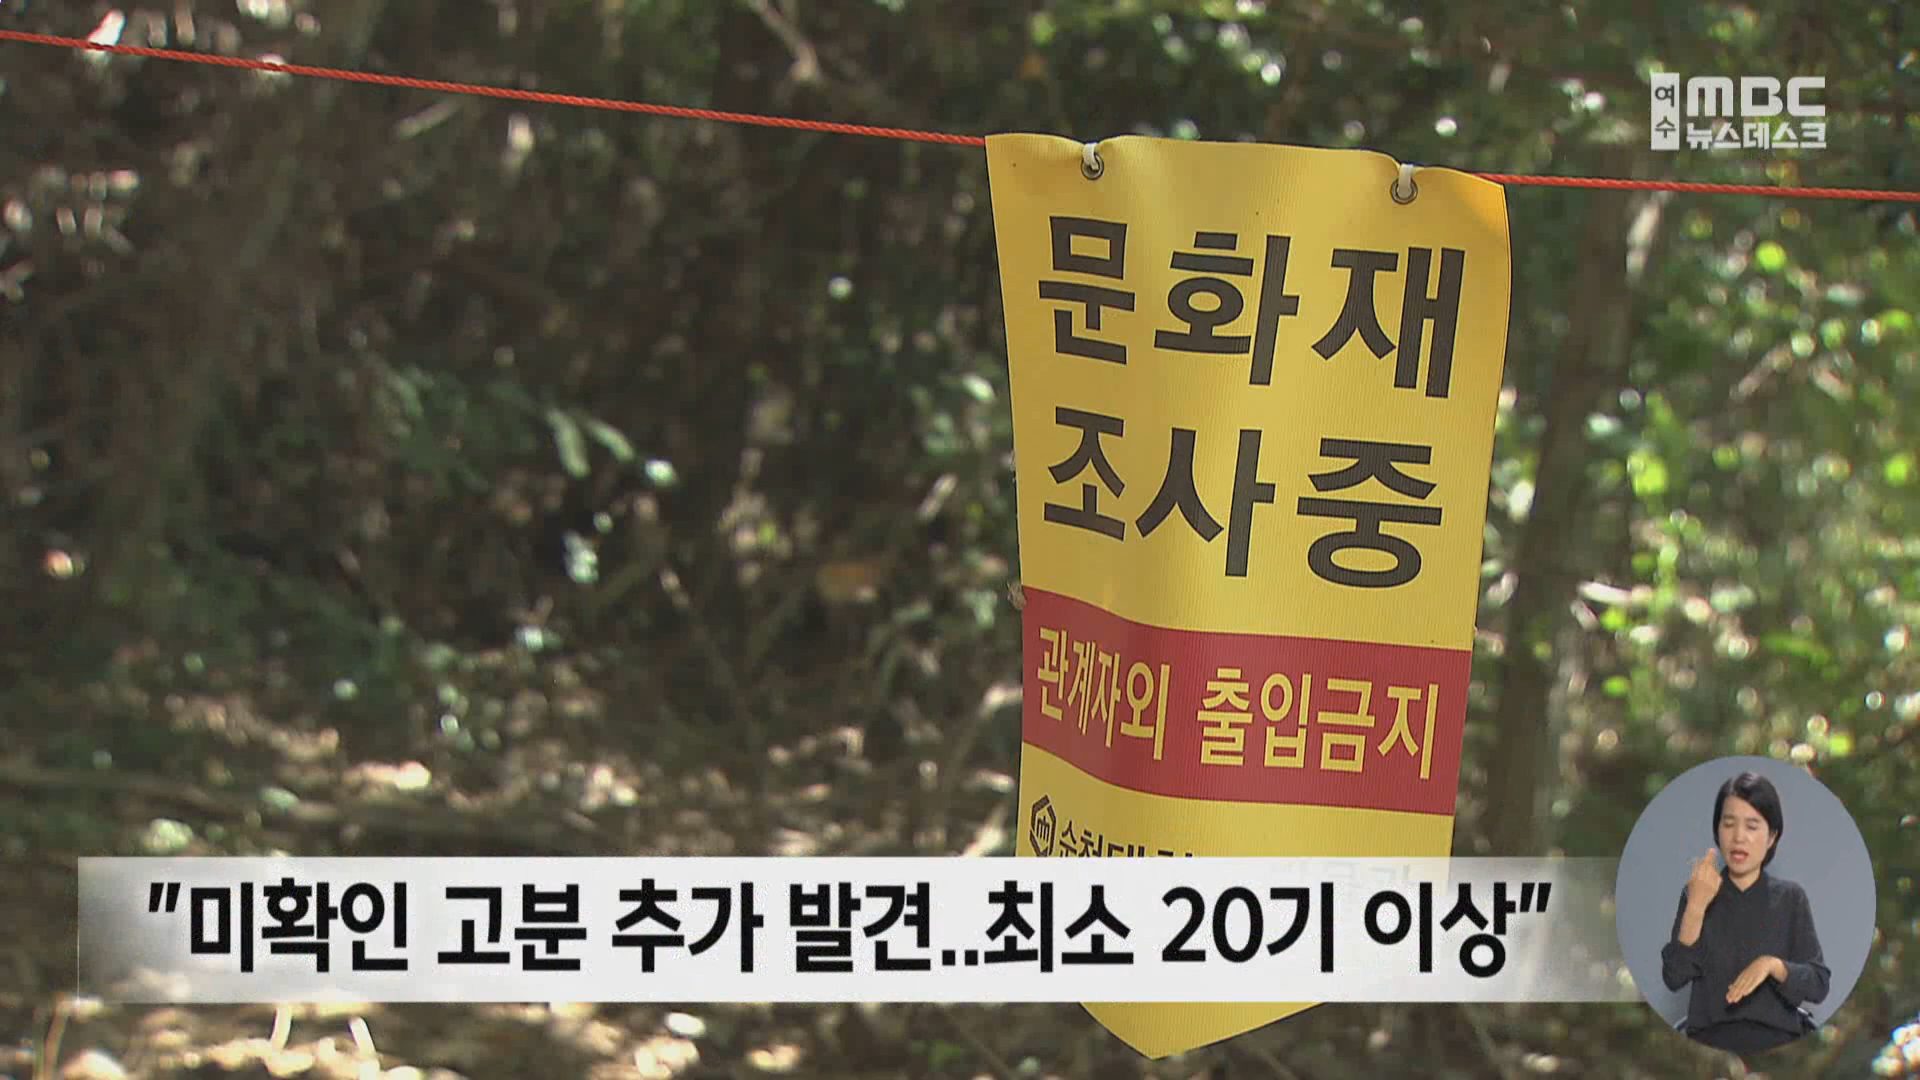 여수
MBC
뉴스데스크
문화재
조사중
관계자외 출입금지
"미확인 고분 추가 발견..최소 20기 이상"